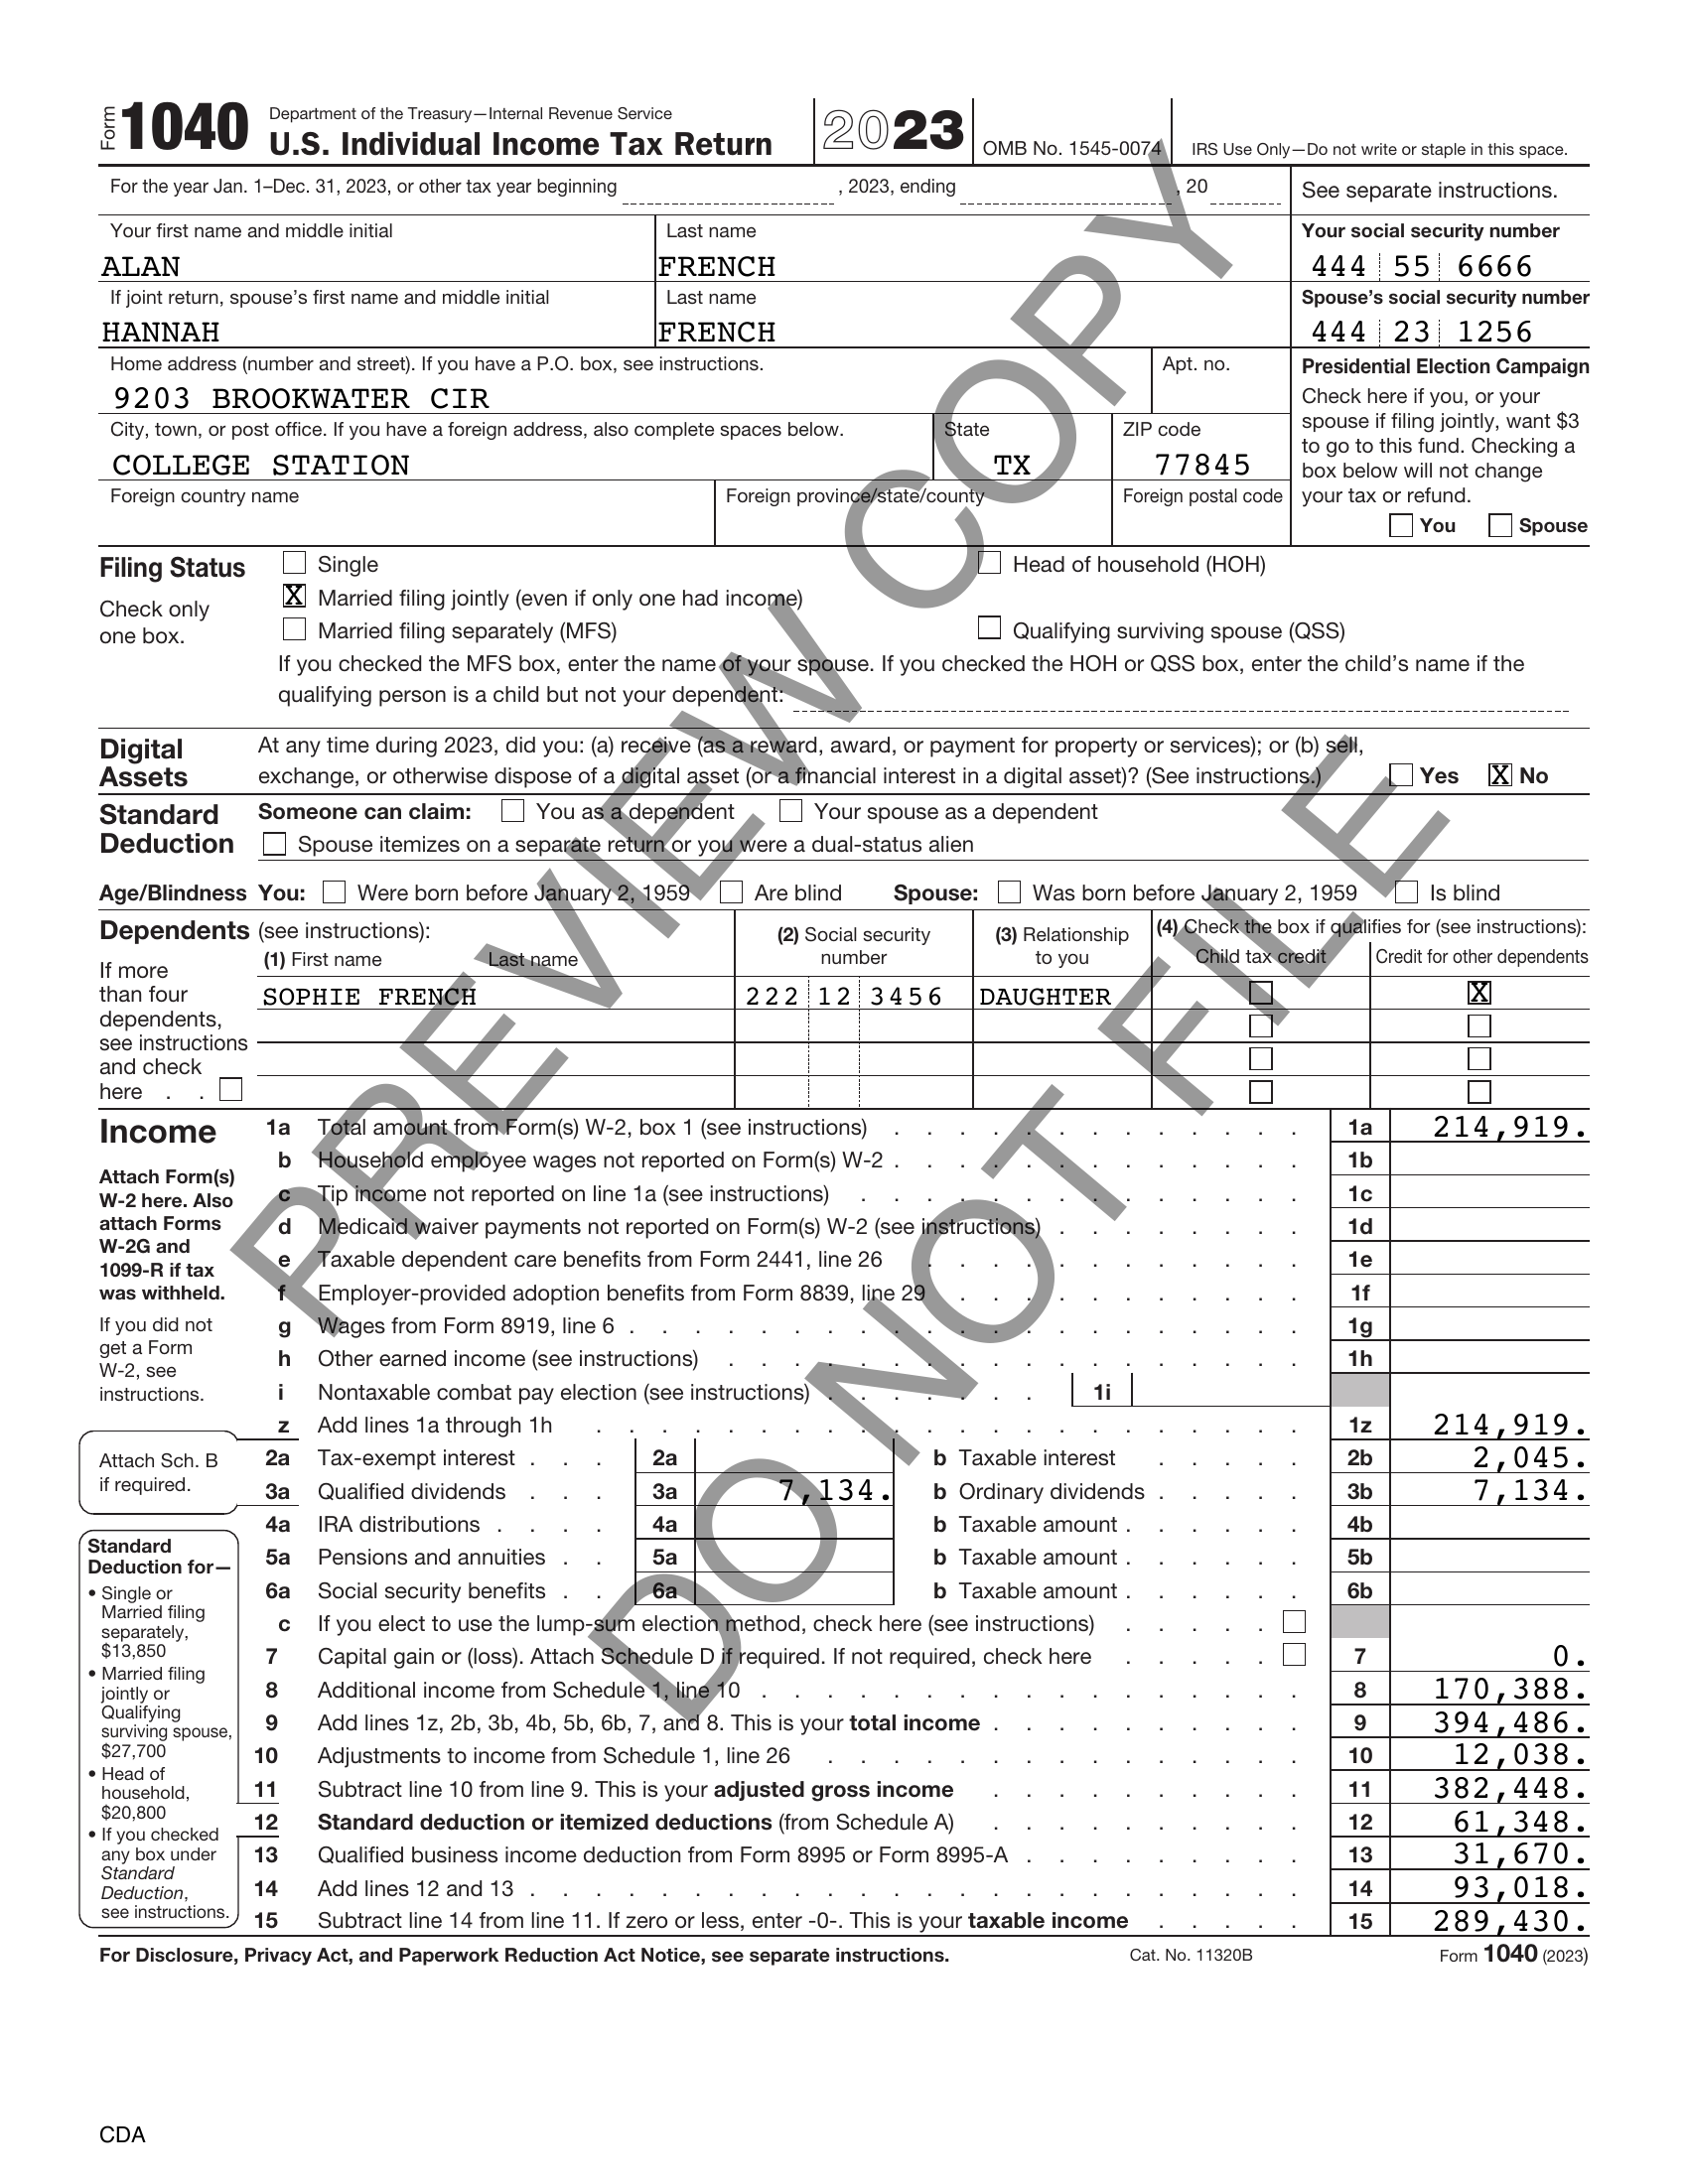 Form 1040 Department of the Treasury—Internal Revenue Service
U.S. Individual Income Tax Return 2023 OMB No. 1545-0074 IRS Use Only—Do not write or staple in this space.
For the year Jan. 1–Dec. 31, 2023, or other tax year beginning , 2023, ending , 20 See separate instructions.
Your first name and middle initial Last name Your social security number
ALAN FRENCH 444 55 6666
If joint return, spouse's first name and middle initial Last name Spouse's social security number
HANNAH FRENCH 444 23 1256
Home address (number and street). If you have a P.O. box, see instructions. Apt. no.
9203 BROOKWATER CIR
City, town, or post office. If you have a foreign address, also complete spaces below. State ZIP code
COLLEGE STATION TX 77845
Foreign country name Foreign province/state/county Foreign postal code
Presidential Election Campaign
Check here if you, or your
spouse if filing jointly, want $3
to go to this fund. Checking a
box below will not change
your tax or refund.
You Spouse
Filing Status
Check only
one box.
Single Head of household (HOH)
X Married filing jointly (even if only one had income)
Married filing separately (MFS) Qualifying surviving spouse (QSS)
If you checked the MFS box, enter the name of your spouse. If you checked the HOH or QSS box, enter the child's name if the
qualifying person is a child but not your dependent:
Digital
Assets
At any time during 2023, did you: (a) receive (as a reward, award, or payment for property or services); or (b) sell,
exchange, or otherwise dispose of a digital asset (or a financial interest in a digital asset)? (See instructions.) Yes X No
Standard
Deduction
Someone can claim: You as a dependent Your spouse as a dependent
Spouse itemizes on a separate return or you were a dual-status alien
Age/Blindness You: Were born before January 2, 1959 Are blind Spouse: Was born before January 2, 1959 Is blind
Dependents (see instructions): (2) Social security number (3) Relationship to you (4) Check the box if qualifies for (see instructions):
(1) First name Last name Child tax credit Credit for other dependents
If more
than four
dependents,
see instructions
and check
here . .
SOPHIE FRENCH 222 12 3456 DAUGHTER X
Income
Attach Form(s)
W-2 here. Also
attach Forms
W-2G and
1099-R if tax
was withheld.
If you did not
get a Form
W-2, see
instructions.
1a Total amount from Form(s) W-2, box 1 (see instructions) 1a 214,919.
b Household employee wages not reported on Form(s) W-2 1b
c Tip income not reported on line 1a (see instructions) 1c
d Medicaid waiver payments not reported on Form(s) W-2 (see instructions) 1d
e Taxable dependent care benefits from Form 2441, line 26 1e
f Employer-provided adoption benefits from Form 8839, line 29 1f
g Wages from Form 8919, line 6 1g
h Other earned income (see instructions) 1h
i Nontaxable combat pay election (see instructions) 1i
z Add lines 1a through 1h 1z 214,919.
Attach Sch. B
if required.
2a Tax-exempt interest 2a b Taxable interest 2b 2,045.
3a Qualified dividends 3a 7,134. b Ordinary dividends 3b 7,134.
4a IRA distributions 4a b Taxable amount 4b
5a Pensions and annuities 5a b Taxable amount 5b
6a Social security benefits 6a b Taxable amount 6b
c If you elect to use the lump-sum election method, check here (see instructions)
7 Capital gain or (loss). Attach Schedule D if required. If not required, check here 7 0.
8 Additional income from Schedule 1, line 10 8 170,388.
9 Add lines 1z, 2b, 3b, 4b, 5b, 6b, 7, and 8. This is your total income 9 394,486.
10 Adjustments to income from Schedule 1, line 26 10 12,038.
11 Subtract line 10 from line 9. This is your adjusted gross income 11 382,448.
12 Standard deduction or itemized deductions (from Schedule A) 12 61,348.
13 Qualified business income deduction from Form 8995 or Form 8995-A 13 31,670.
14 Add lines 12 and 13 14 93,018.
15 Subtract line 14 from line 11. If zero or less, enter -0-. This is your taxable income 15 289,430.
Standard
Deduction for—
• Single or
Married filing
separately,
$13,850
• Married filing
jointly or
Qualifying
surviving spouse,
$27,700
• Head of
household,
$20,800
• If you checked
any box under
Standard
Deduction,
see instructions.
For Disclosure, Privacy Act, and Paperwork Reduction Act Notice, see separate instructions. Cat. No. 11320B Form 1040 (2023)
CDA
PREVIEW COPY
DO NOT FILE